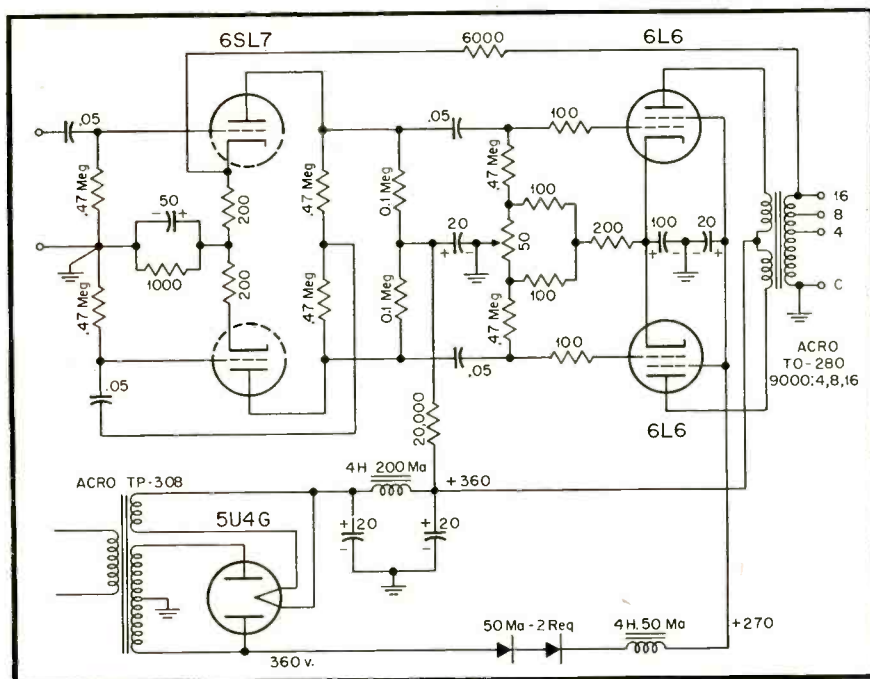 6SL7
6000
6L6
.05
.47 Meg
50
- +
1000
200
200
.47 Meg
.05
.47 Meg
.47 Meg
0.1 Meg
0.1 Meg
.05
20
+ -
.47 Meg
50
.47 Meg
.05
100
100
100
100
200
100
+ -
20
- +
16
8
4
C
ACRO
TO-280
9000:4,8,16
6L6
20,000
ACRO TP-308
5U4G
4H 200 Ma
+360
+ 20
-
+ 20
-
360 v.
50 Ma-2 Req
4H.50 Ma
+270